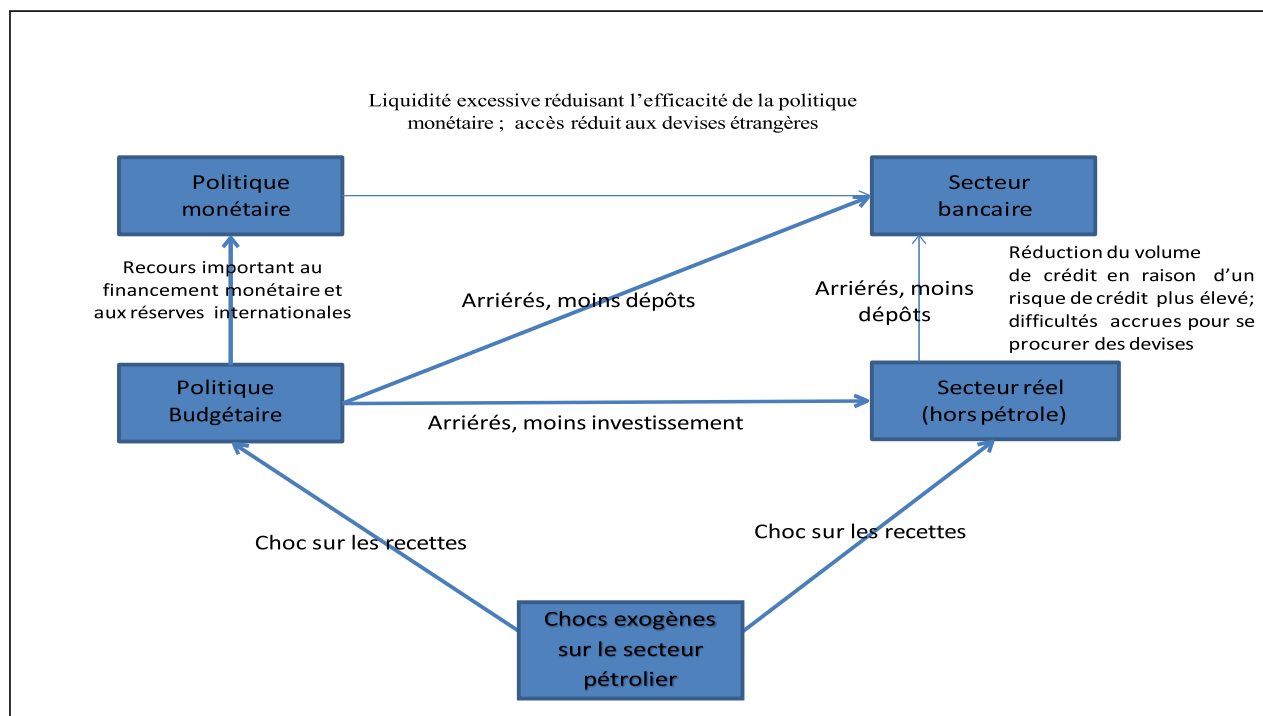 Liquidité excessive réduisant l’efficacité de la politique
monétaire ; accès réduit aux devises étrangères
Politique
monétaire
Secteur
bancaire
Recours important au
financement monétaire et
aux réserves internationales
Arriérés, moins dépôts
Arriérés, moins
dépôts
Réduction du volume
de crédit en raison d’un
risque de crédit plus élevé;
difficultés accrues pour se
procurer des devises
Politique
Budgétaire
Secteur réel
(hors pétrole)
Arriérés, moins investissement
Choc sur les recettes
Choc sur les recettes
Chocs exogènes
sur le secteur
pétrolier